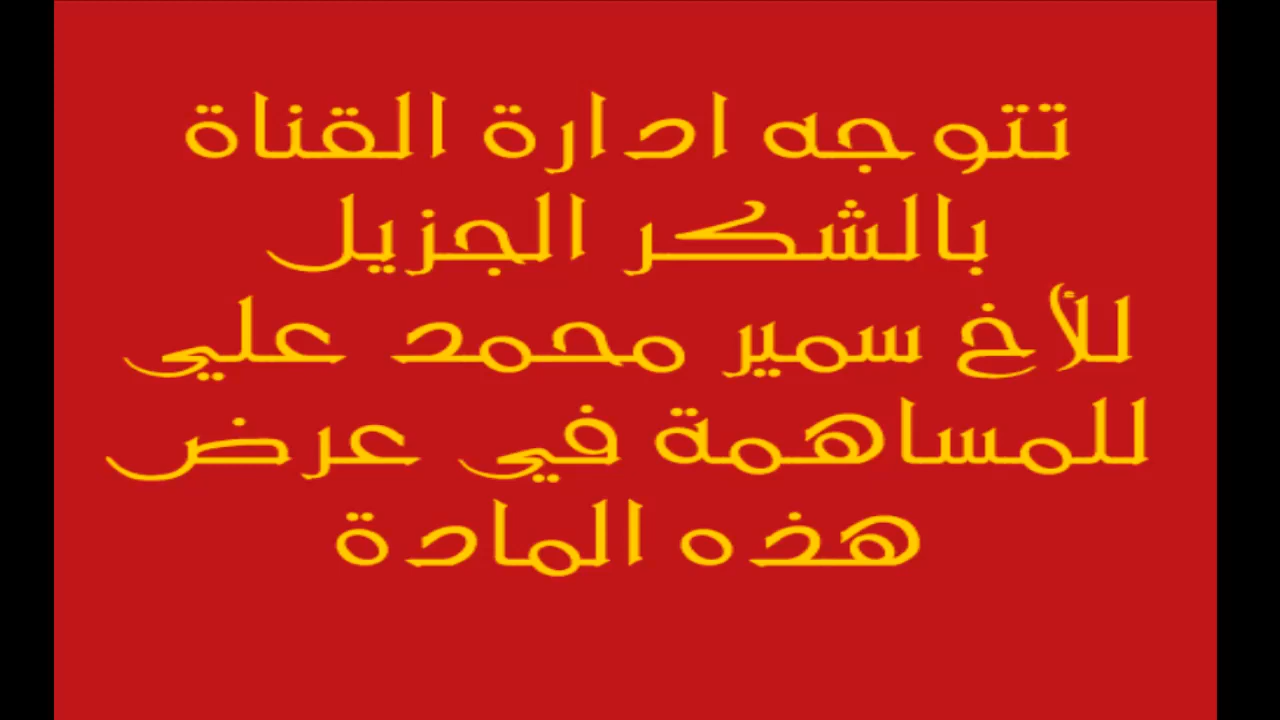 تتوجه ادارة القناة
بالشكر الجزيل
للأخ سمير محمد علي
للمساهمة في عرض
هذه المادة